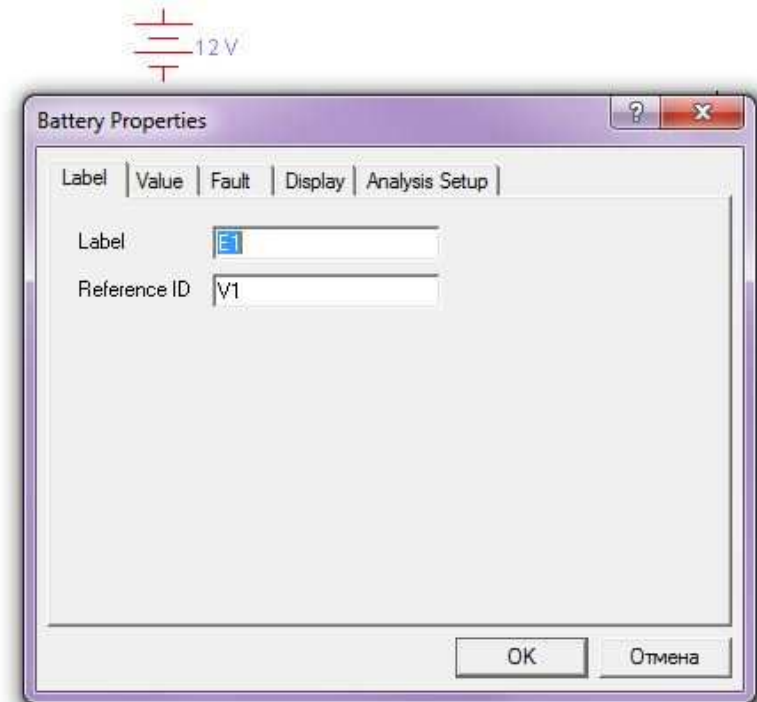 12 V
Battery Properties
Label Value Fault Display Analysis Setup
Label E1
Reference ID V1
OK Отмена